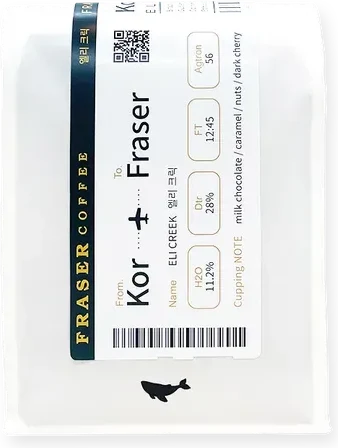 FRASER COFFEE
엘리 크릭
From.
Kor
To.
Fraser
Name
ELI CREEK 엘리 크릭
H2O
11.2%
Dtr
28%
FT
12:45
Agtron
56
Cupping NOTE
milk chocolate / caramel / nuts / dark cherry